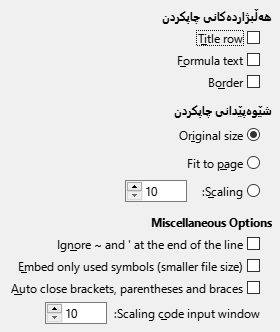 هەڵبژاردەکانی چاپکردن
Title row
Formula text
Border
شێوەپێدانی چاپکردن
Original size
Fit to page
Scaling: 10
Miscellaneous Options
Ignore ~ and ' at the end of the line
Embed only used symbols (smaller file size)
Auto close brackets, parentheses and braces
Scaling code input window: 10